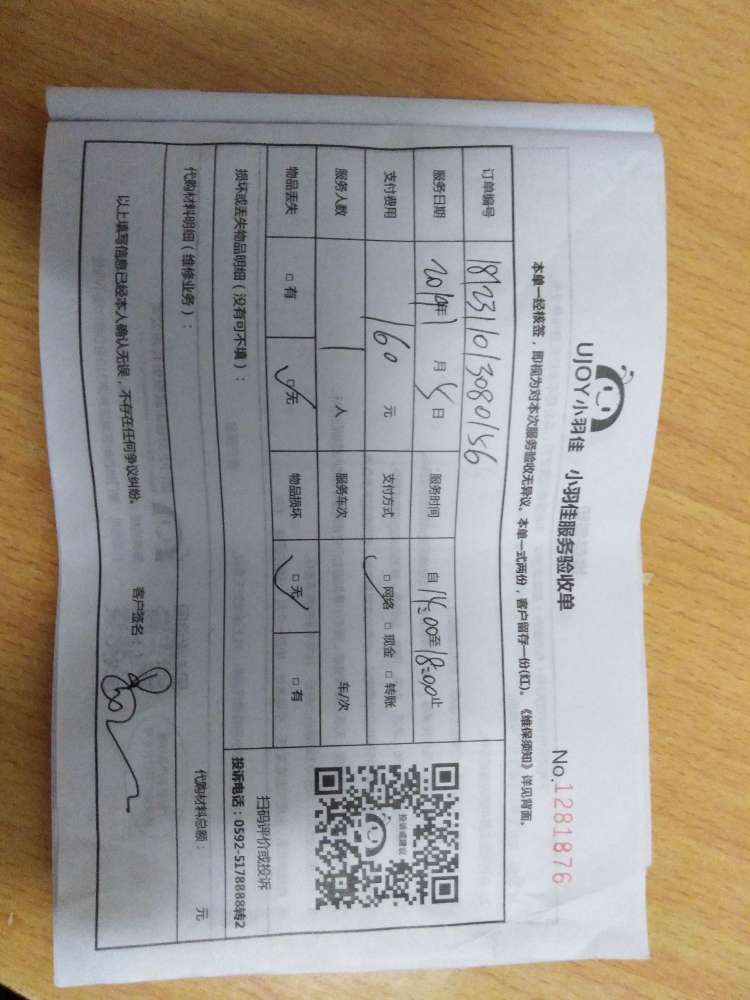 UJOY小羽佳 小羽佳服务验收单
No.1281876
本单一经核签，即视为对本次服务验收无异议、本单一式两份，客户留存一份(红)。《维保须知》详见背面。
订单编号 1812311013080156
服务日期 2019年1月5日 服务时间 自14:00至18:00止
支付费用 160元 支付方式 □网络 □现金 □转账
服务人数 1人 服务车次 车/次
物品丢失 □有 □无 物品损坏 □无 □有
投诉或建议
扫码评价或投诉
投诉电话：0592-5178888转2
损坏或丢失物品明细（没有可不填）：
代购材料明细（维修业务）： 代购材料总额： 元
以上填写信息已经本人确认无误，不存在任何争议纠纷。 客户签名：